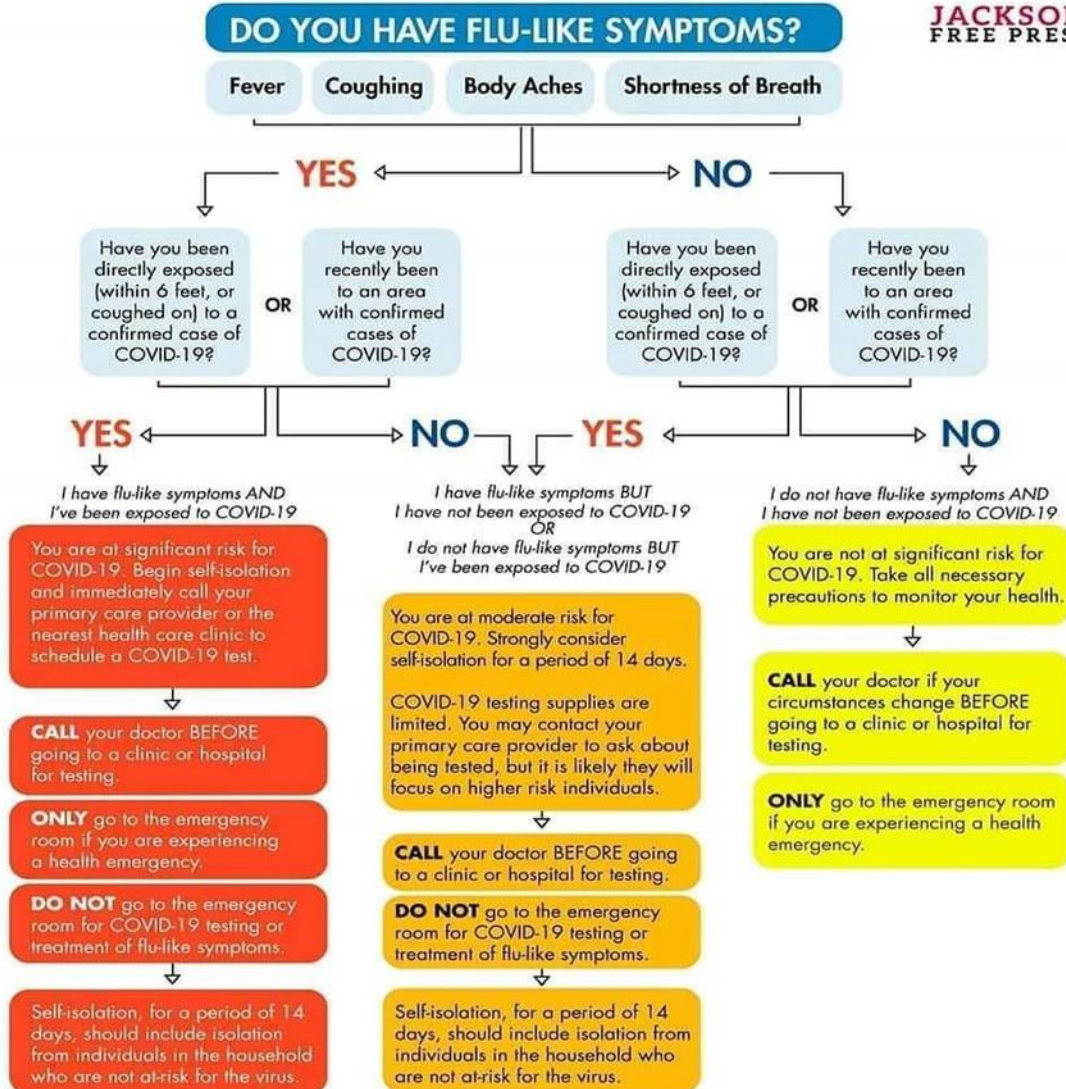 DO YOU HAVE FLU-LIKE SYMPTOMS?
FREE
Fever
Coughing
Body Aches
Shortness of Breath
YES
NO
Have you been
directly exposed
(within 6 feet, or
coughed on) to a
confirmed case of
COVID-19?
OR
Have you
recently been
to an area
with confirmed
cases of
COVID-19?
Have you been
directly exposed
(within 6 feet, or
coughed on) to a
confirmed case of
COVID-19?
OR
Have you
recently been
to an area
with confirmed
cases of
COVID-19?
YES
NO
YES
NO
I have flu-like symptoms AND
I've been exposed to COVID-19
You are at significant risk for
COVID-19. Begin self-isolation
and immediately call your
primary care provider or the
nearest health care clinic to
schedule a COVID-19 test.
CALL your doctor BEFORE
going to a clinic or hospital
for testing.
ONLY go to the emergency
room if you are experiencing
a health emergency.
DO NOT go to the emergency
room for COVID-19 testing or
treatment of flu-like symptoms.
Self-isolation, for a period of 14
days, should include isolation
from individuals in the household
who are not at-risk for the virus.
I have flu-like symptoms BUT
I have not been exposed to COVID-19
OR
I do not have flu-like symptoms BUT
I've been exposed to COVID-19
You are at moderate risk for
COVID-19. Strongly consider
self-isolation for a period of 14 days.
COVID-19 testing supplies are
limited. You may contact your
primary care provider to ask about
being tested, but it is likely they will
focus on higher risk individuals.
CALL your doctor BEFORE going
to a clinic or hospital for testing.
DO NOT go to the emergency
room for COVID-19 testing or
treatment of flu-like symptoms.
Self-isolation, for a period of 14
days, should include isolation from
individuals in the household who
are not at-risk for the virus.
I do not have flu-like symptoms AND
I have not been exposed to COVID-19
You are not at significant risk for
COVID-19. Take all necessary
precautions to monitor your health.
CALL your doctor if your
circumstances change BEFORE
going to a clinic or hospital for
testing.
ONLY go to the emergency room
if you are experiencing a health
emergency.